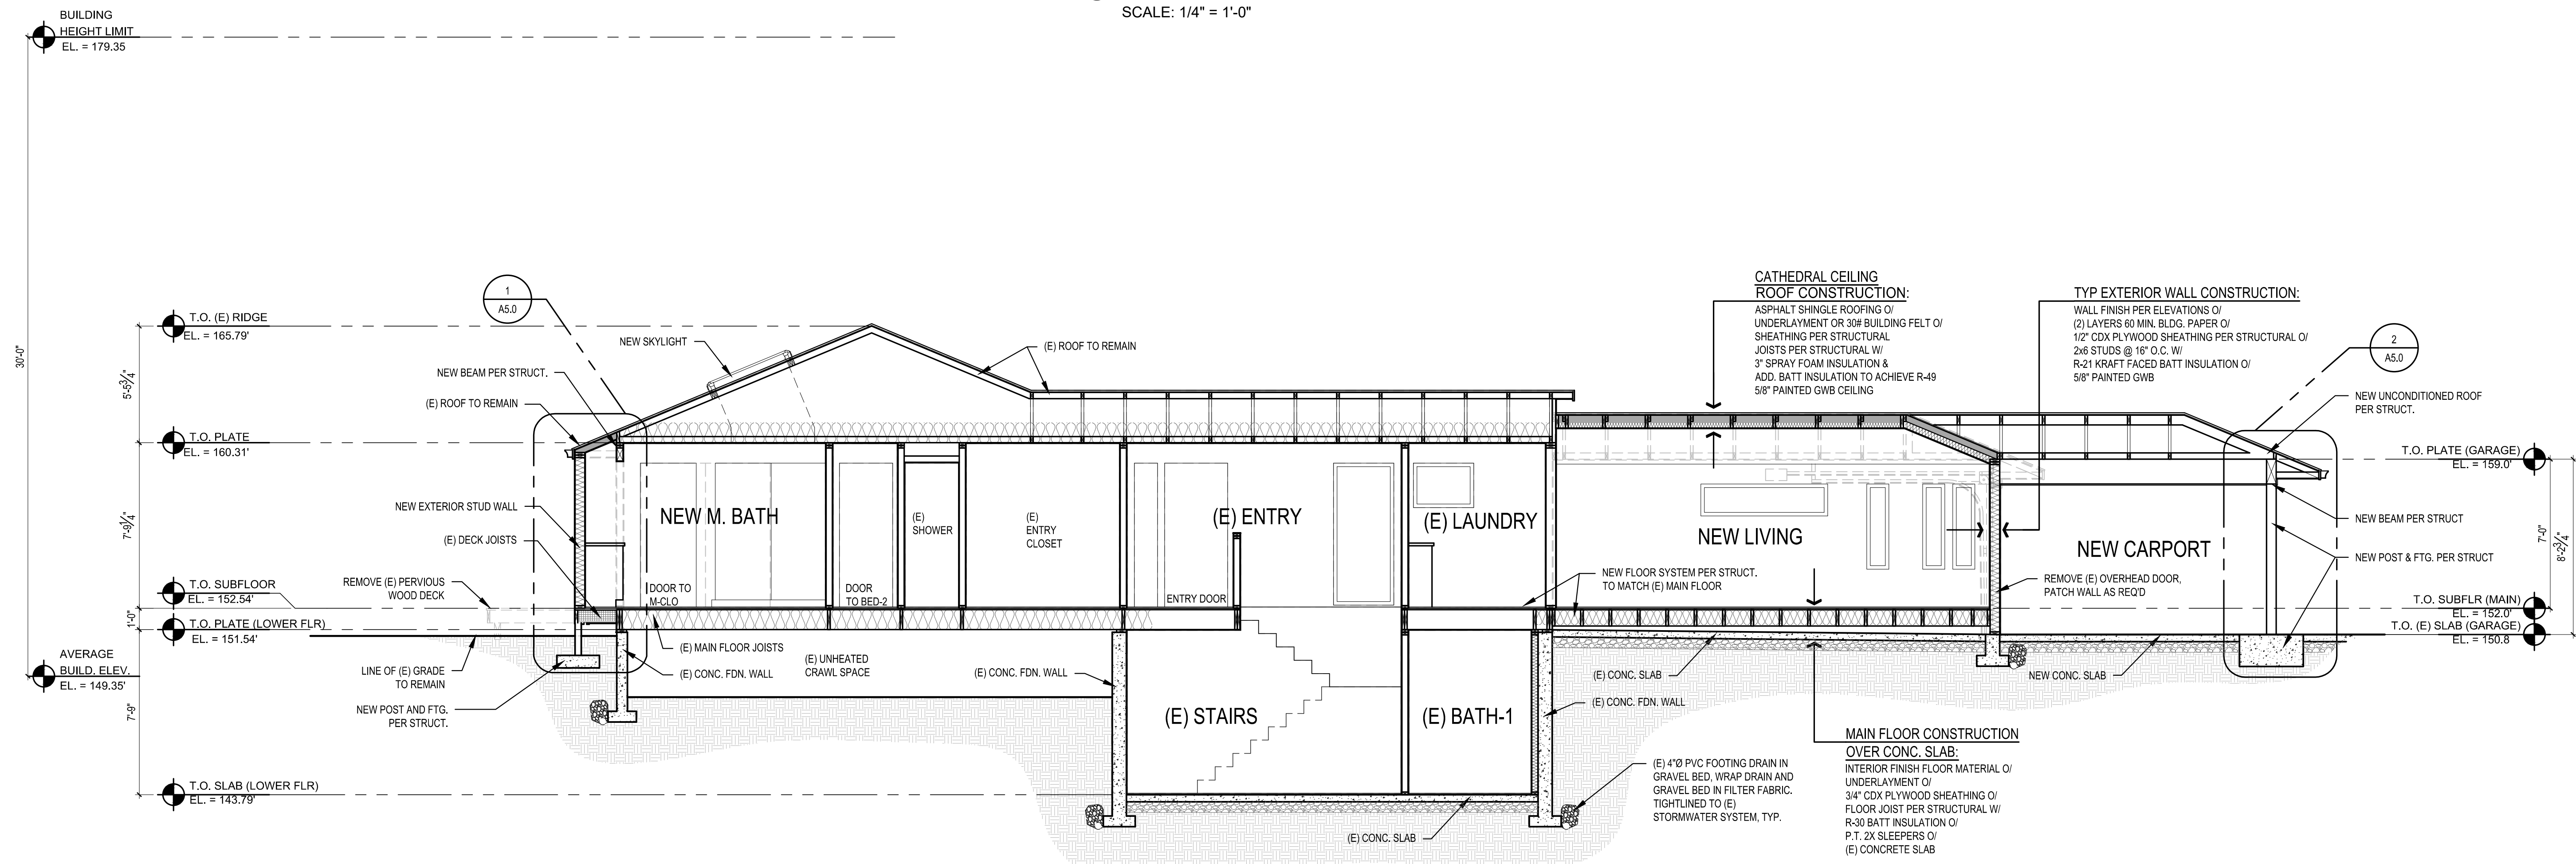 SCALE: 1/4" = 1'-0"
BUILDING
HEIGHT LIMIT
EL. = 179.35
30'-0"
T.O. (E) RIDGE
EL. = 165.79'
5'-5 3/4"
T.O. PLATE
EL. = 160.31'
7'-9 1/4"
T.O. SUBFLOOR
EL. = 152.54'
1'-0"
T.O. PLATE (LOWER FLR)
EL. = 151.54'
AVERAGE
BUILD. ELEV.
EL. = 149.35'
7'-9"
T.O. SLAB (LOWER FLR)
EL. = 143.79'
1
A5.0
NEW SKYLIGHT
(E) ROOF TO REMAIN
NEW BEAM PER STRUCT.
(E) ROOF TO REMAIN
NEW EXTERIOR STUD WALL
(E) DECK JOISTS
REMOVE (E) PERVIOUS
WOOD DECK
LINE OF (E) GRADE
TO REMAIN
NEW POST AND FTG.
PER STRUCT.
NEW M. BATH
DOOR TO
M-CLO
DOOR
TO BED-2
(E)
SHOWER
(E)
ENTRY
CLOSET
(E) ENTRY
ENTRY DOOR
(E) LAUNDRY
NEW LIVING
NEW CARPORT
(E) MAIN FLOOR JOISTS
(E) CONC. FDN. WALL
(E) UNHEATED
CRAWL SPACE
(E) CONC. FDN. WALL
(E) STAIRS
(E) BATH-1
(E) CONC. SLAB
NEW FLOOR SYSTEM PER STRUCT.
TO MATCH (E) MAIN FLOOR
(E) CONC. SLAB
(E) CONC. FDN. WALL
(E) 4"Ø PVC FOOTING DRAIN IN
GRAVEL BED, WRAP DRAIN AND
GRAVEL BED IN FILTER FABRIC.
TIGHTLINED TO (E)
STORMWATER SYSTEM, TYP.
CATHEDRAL CEILING
ROOF CONSTRUCTION:
ASPHALT SHINGLE ROOFING O/
UNDERLAYMENT OR 30# BUILDING FELT O/
SHEATHING PER STRUCTURAL
JOISTS PER STRUCTURAL W/
3" SPRAY FOAM INSULATION &
ADD. BATT INSULATION TO ACHIEVE R-49
5/8" PAINTED GWB CEILING
TYP EXTERIOR WALL CONSTRUCTION:
WALL FINISH PER ELEVATIONS O/
(2) LAYERS 60 MIN. BLDG. PAPER O/
1/2" CDX PLYWOOD SHEATHING PER STRUCTURAL O/
2x6 STUDS @ 16" O.C. W/
R-21 KRAFT FACED BATT INSULATION O/
5/8" PAINTED GWB
2
A5.0
NEW UNCONDITIONED ROOF
PER STRUCT.
NEW BEAM PER STRUCT
NEW POST & FTG. PER STRUCT
REMOVE (E) OVERHEAD DOOR,
PATCH WALL AS REQ'D
NEW CONC. SLAB
MAIN FLOOR CONSTRUCTION
OVER CONC. SLAB:
INTERIOR FINISH FLOOR MATERIAL O/
UNDERLAYMENT O/
3/4" CDX PLYWOOD SHEATHING O/
FLOOR JOIST PER STRUCTURAL W/
R-30 BATT INSULATION O/
P.T. 2X SLEEPERS O/
(E) CONCRETE SLAB
T.O. PLATE (GARAGE)
EL. = 159.0'
7'-0"
8'-2 3/4"
T.O. SUBFLR (MAIN)
EL. = 152.0'
T.O. (E) SLAB (GARAGE)
EL. = 150.8